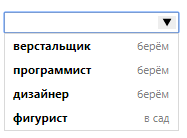 верстальщик берём
программист берём
дизайнер берём
фигурист в сад